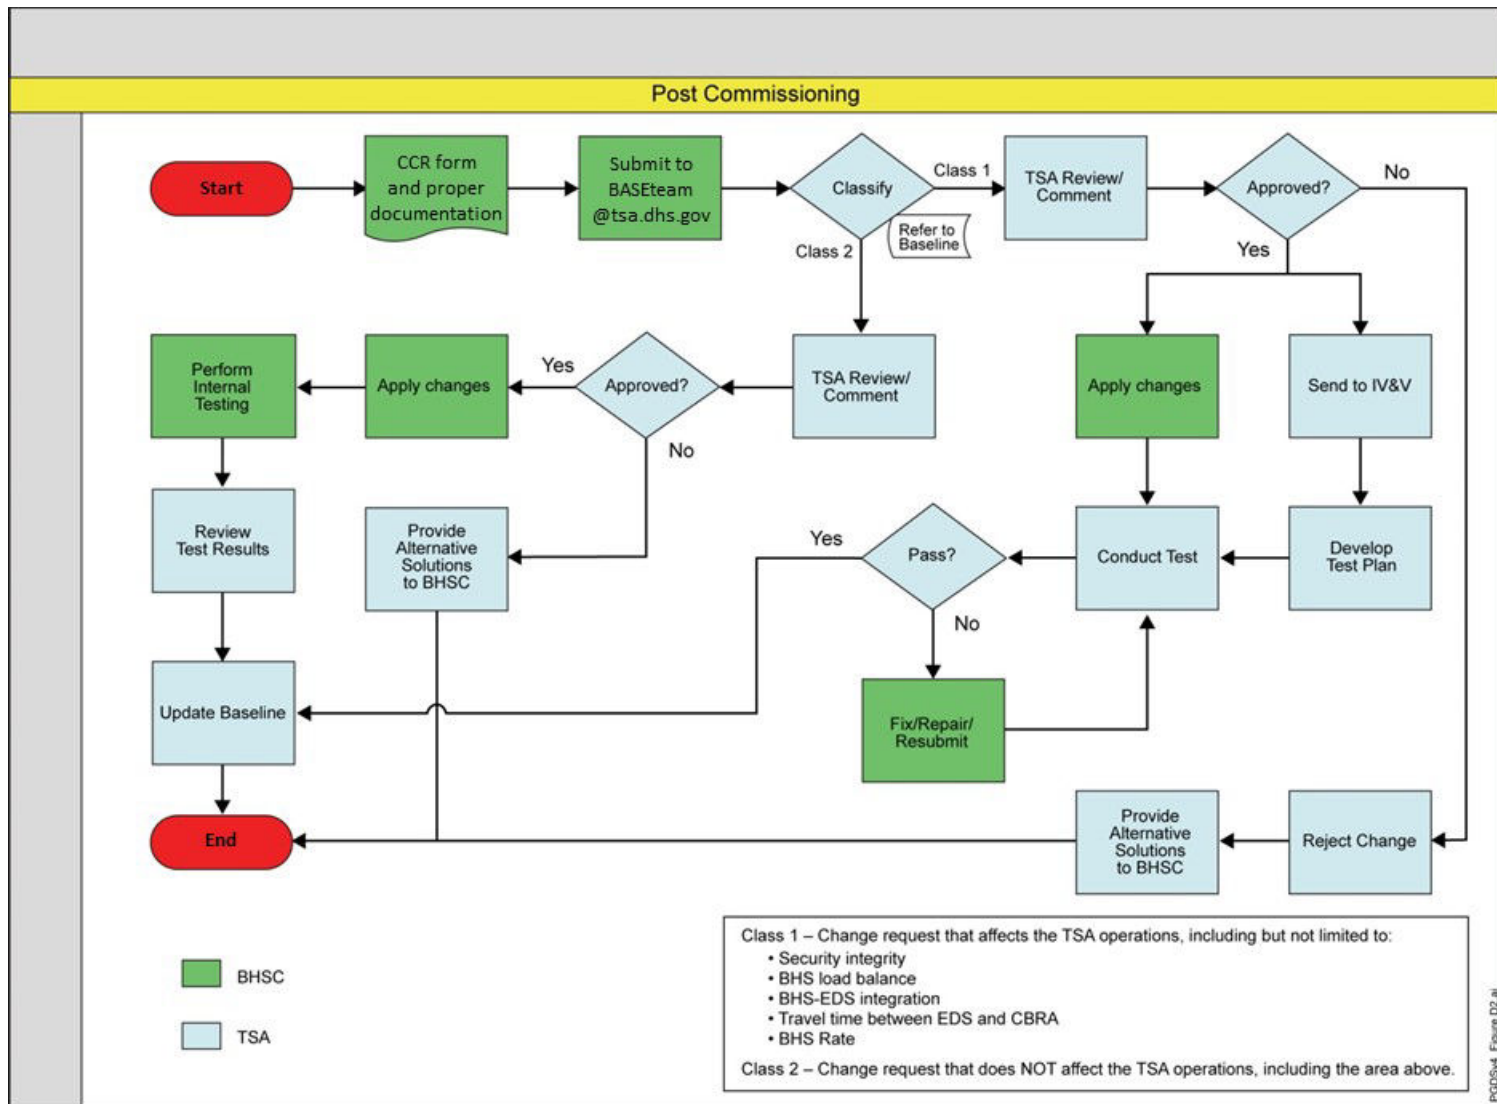 Post Commissioning
Start
CCR form
and proper
documentation
Submit to
BASEteam
@tsa.dhs.gov
Classify
Class 1
Refer to
Baseline
Class 2
TSA Review/
Comment
Approved?
No
Yes
Perform
Internal
Testing
Apply changes
Yes
Approved?
No
TSA Review/
Comment
Apply changes
Send to IV&V
Review
Test Results
Provide
Alternative
Solutions
to BHSC
Yes
Pass?
No
Conduct Test
Develop
Test Plan
Update Baseline
Fix/Repair/
Resubmit
End
Provide
Alternative
Solutions
to BHSC
Reject Change
BHSC
TSA
Class 1 – Change request that affects the TSA operations, including but not limited to:
• Security integrity
• BHS load balance
• BHS-EDS integration
• Travel time between EDS and CBRA
• BHS Rate
Class 2 – Change request that does NOT affect the TSA operations, including the area above.
PGDSv4_Figure D2.ai